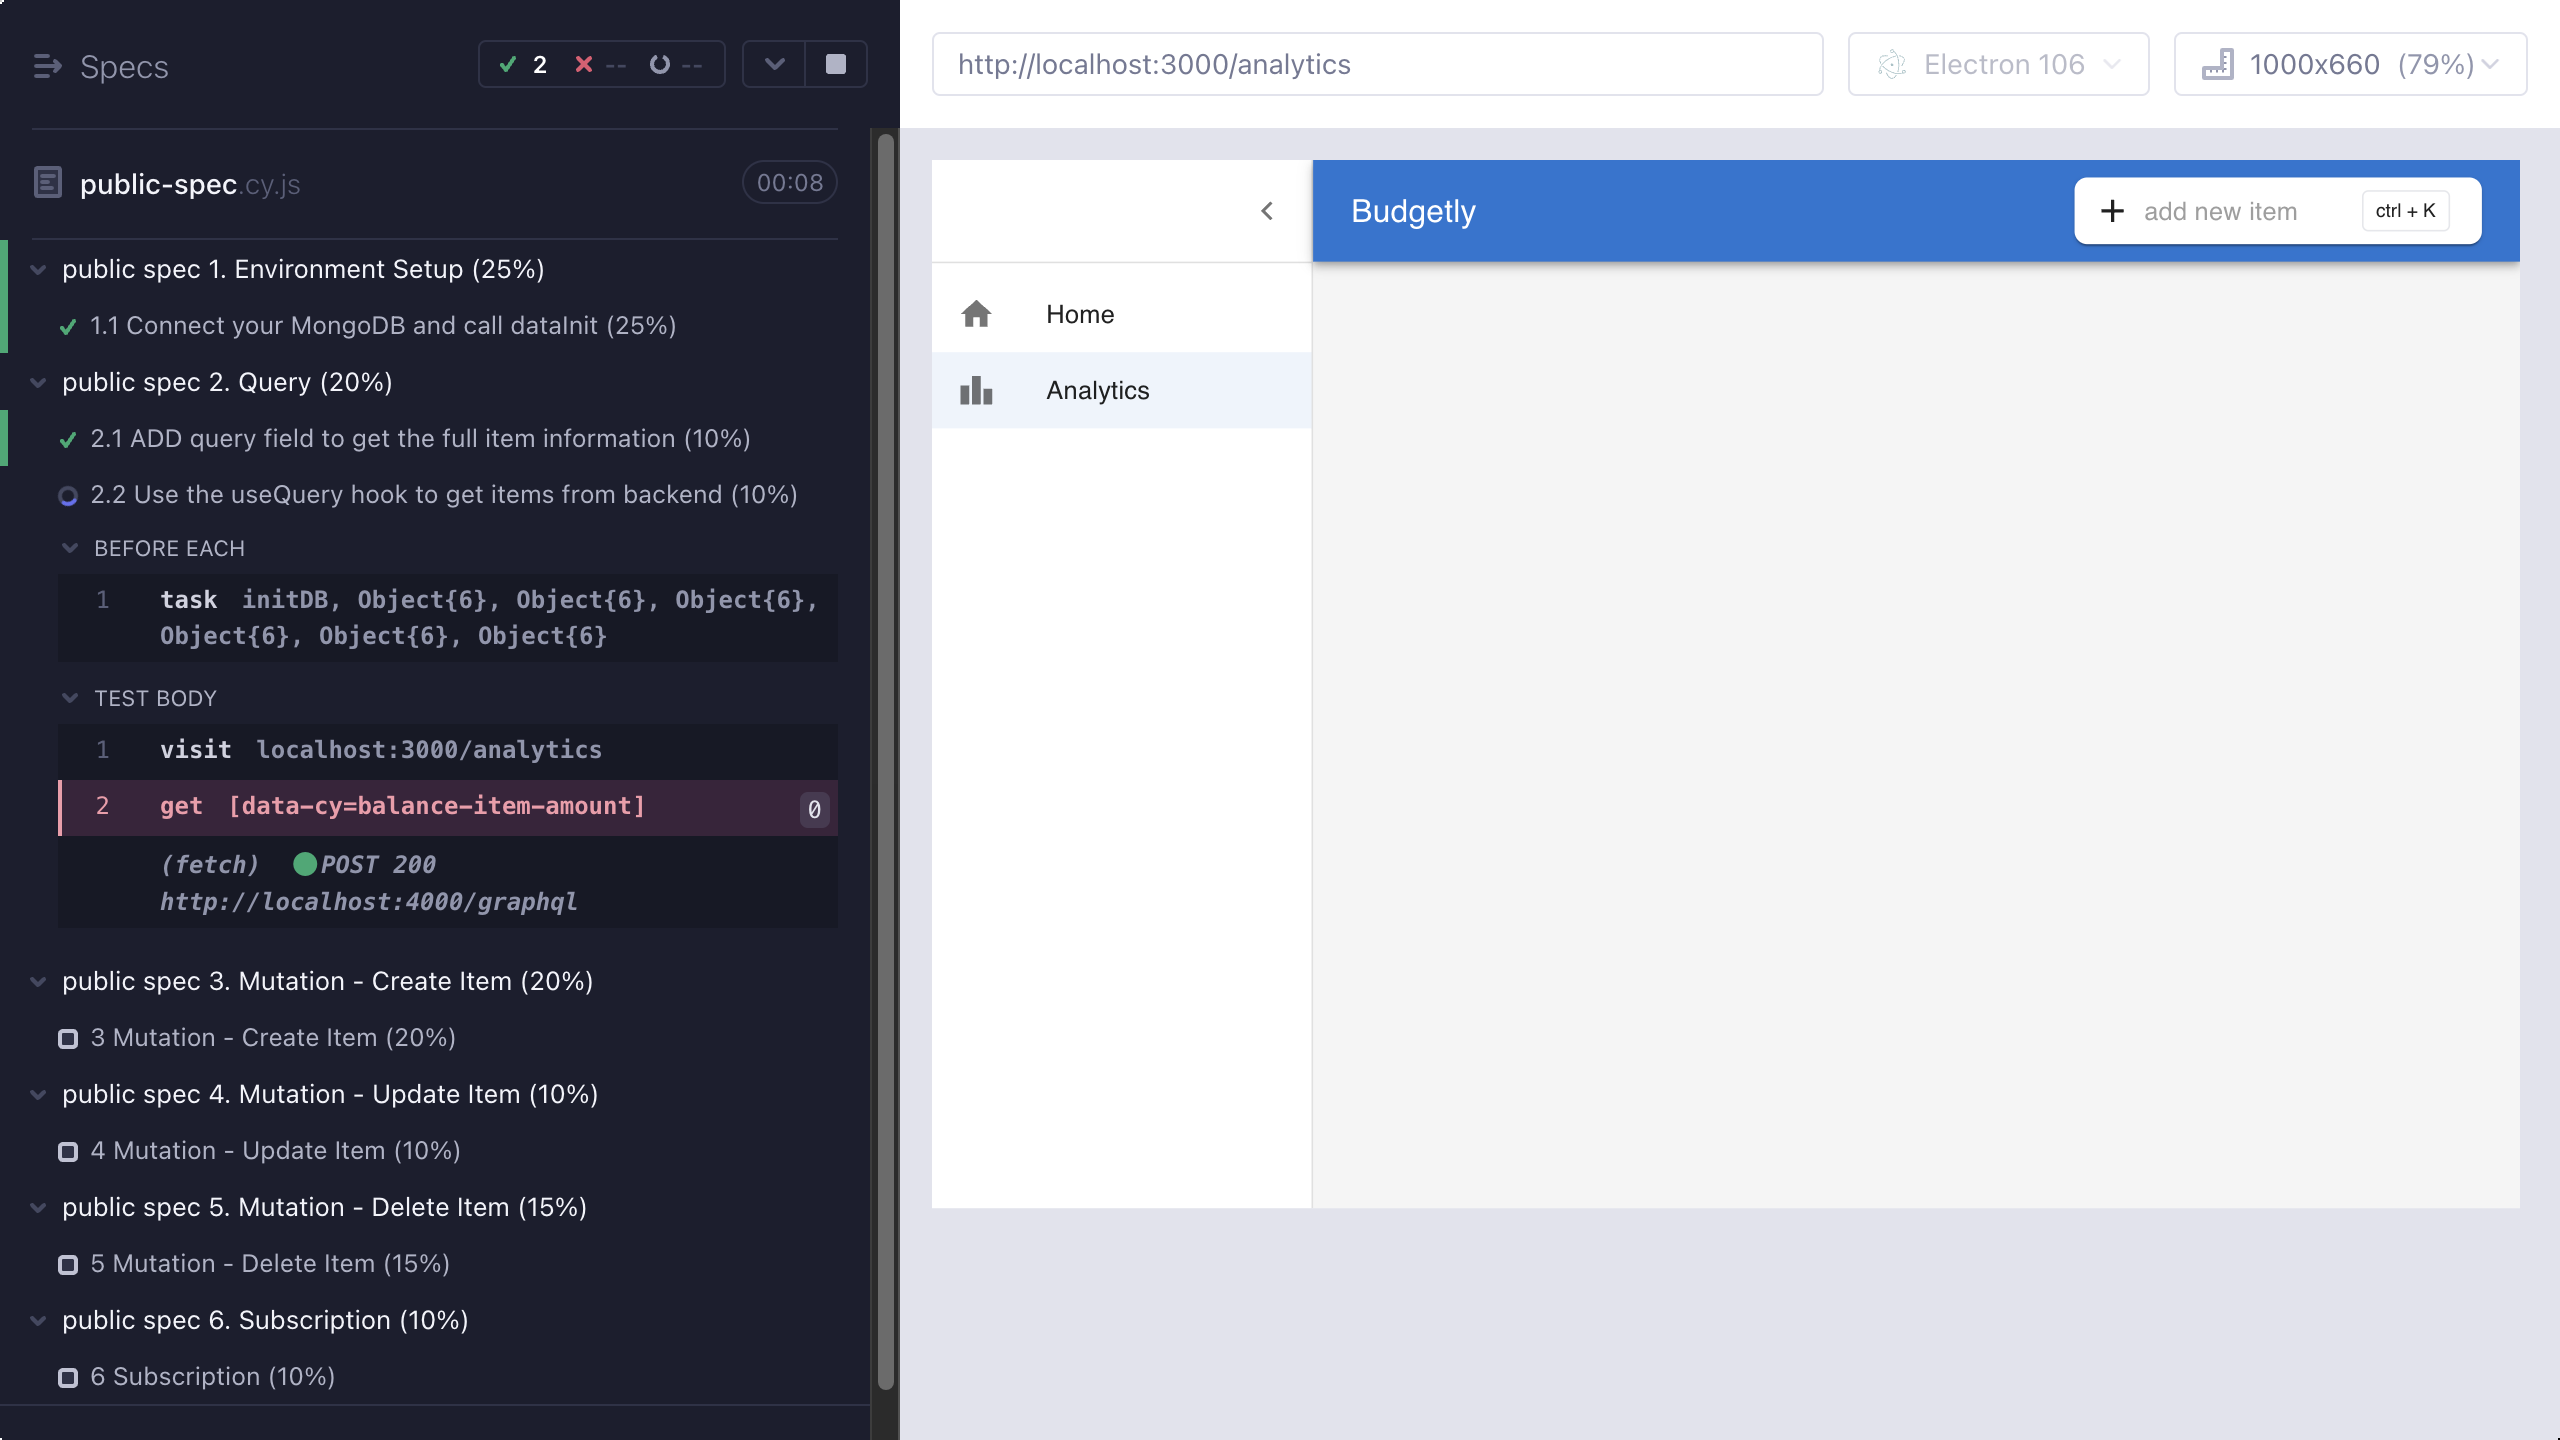 Specs
2 -- --
public-spec.cy.js 00:08
public spec 1. Environment Setup (25%)
1.1 Connect your MongoDB and call dataInit (25%)
public spec 2. Query (20%)
2.1 ADD query field to get the full item information (10%)
2.2 Use the useQuery hook to get items from backend (10%)
BEFORE EACH
1 task initDB, Object{6}, Object{6}, Object{6},
Object{6}, Object{6}, Object{6}
TEST BODY
1 visit localhost:3000/analytics
2 get [data-cy=balance-item-amount] 0
(fetch) POST 200
http://localhost:4000/graphql
public spec 3. Mutation - Create Item (20%)
3 Mutation - Create Item (20%)
public spec 4. Mutation - Update Item (10%)
4 Mutation - Update Item (10%)
public spec 5. Mutation - Delete Item (15%)
5 Mutation - Delete Item (15%)
public spec 6. Subscription (10%)
6 Subscription (10%)
http://localhost:3000/analytics
Electron 106
1000x660 (79%)
Budgetly
+ add new item ctrl + K
Home
Analytics